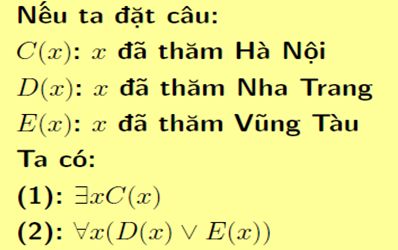 Nếu ta đặt câu:
C(x): x đã thăm Hà Nội
D(x): x đã thăm Nha Trang
E(x): x đã thăm Vũng Tàu
Ta có:
(1): ∃xC(x)
(2): ∀x(D(x) ∨ E(x))